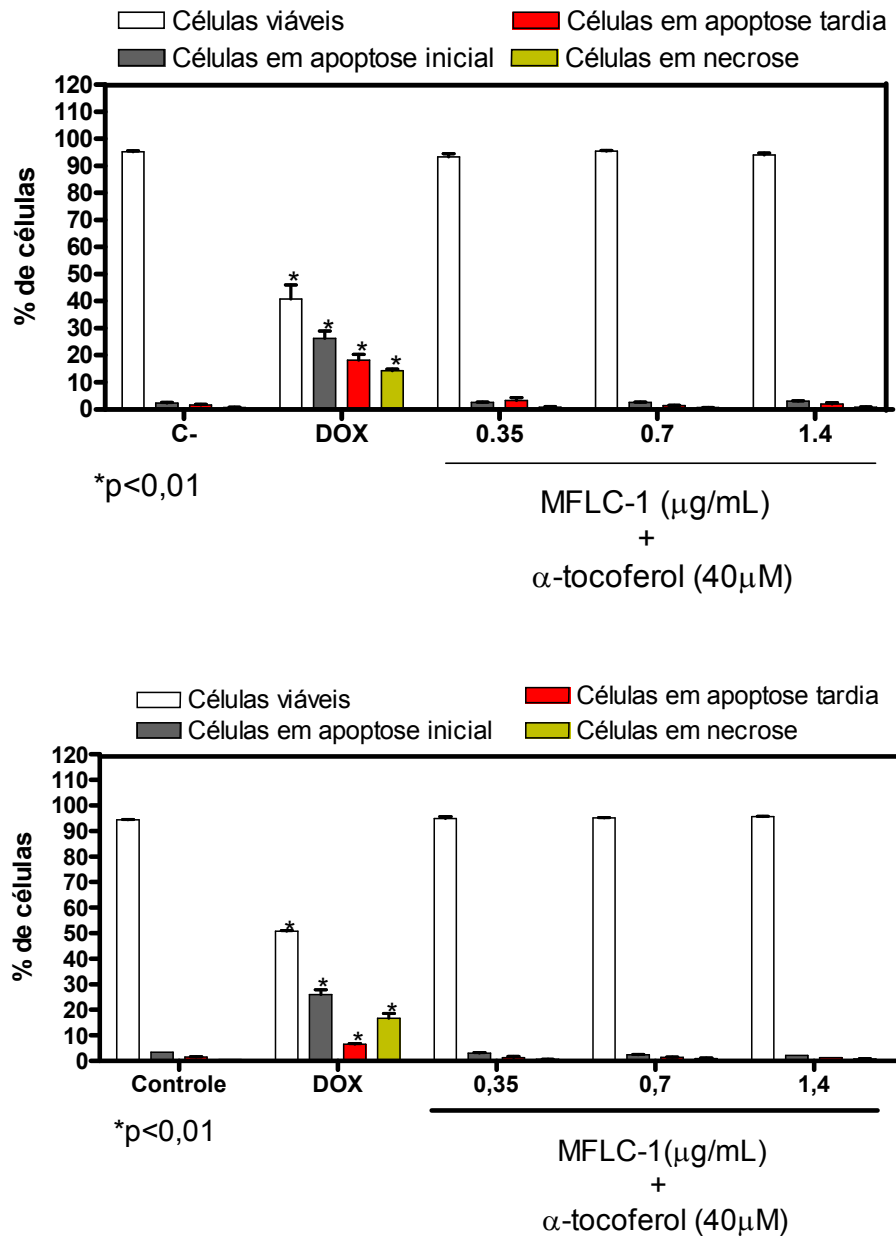 Células viáveis
Células em apoptose tardia
Células em apoptose inicial
Células em necrose
120
110
100
90
80
70
60
50
40
30
20
10
0
% de células
* * * *
C- DOX 0.35 0.7 1.4
*p<0,01
MFLC-1 (μg/mL)
+
α-tocoferol (40μM)
Células viáveis
Células em apoptose tardia
Células em apoptose inicial
Células em necrose
120
110
100
90
80
70
60
50
40
30
20
10
0
% de células
* * * *
Controle DOX 0,35 0,7 1,4
*p<0,01
MFLC-1(μg/mL)
+
α-tocoferol (40μM)